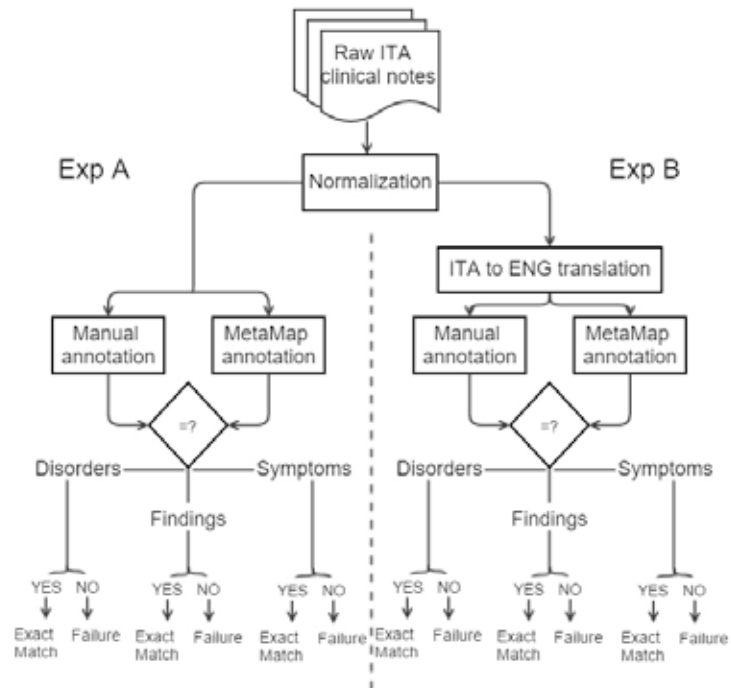 Raw ITA
clinical notes
Exp A
Exp B
Normalization
ITA to ENG translation
Manual
annotation
MetaMap
annotation
Manual
annotation
MetaMap
annotation
=?
=?
Disorders
Symptoms
Disorders
Symptoms
Findings
Findings
YES NO
YES NO
YES NO
YES NO
YES NO
YES NO
Exact
Match
Failure
Exact
Match
Failure
Exact
Match
Failure
Exact
Match
Failure
Exact
Match
Failure
Exact
Match
Failure